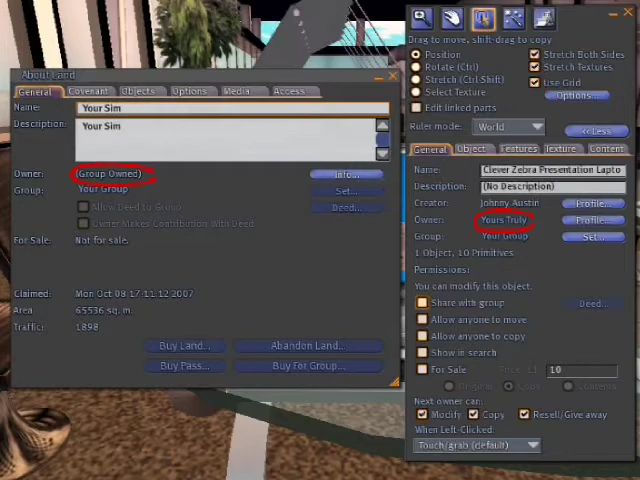 About Land
General Covenant Objects Options Media Access
Name: Your Sim
Description: Your Sim
Owner: (Group Owned) Info...
Group: Your Group Set...
Allow Deed to Group Deed...
Owner Makes Contribution With Deed
For Sale: Not for sale.
Claimed: Mon Oct 08 17:11:12 2007
Area 65536 sq. m.
Traffic: 1898
Buy Land... Abandon Land...
Buy Pass... Buy For Group...
Drag to move, shift-drag to copy
Position
Rotate (Ctrl)
Stretch (Ctrl-Shift)
Select Texture
Edit linked parts
Stretch Both Sides
Stretch Textures
Use Grid
Options...
Ruler mode: World << Less
General Object Features Texture Content
Name: Clever Zebra Presentation Lapto
Description: (No Description)
Creator: Johnny Austin Profile...
Owner: Yours Truly Profile...
Group: Your Group Set...
1 Object, 10 Primitives
Permissions:
You can modify this object.
Share with group Deed...
Allow anyone to move
Allow anyone to copy
Show in search
For Sale Price: L$ 10
Original Copy Contents
Next owner can:
Modify Copy Resell/Give away
When Left-Clicked:
Touch/grab (default)